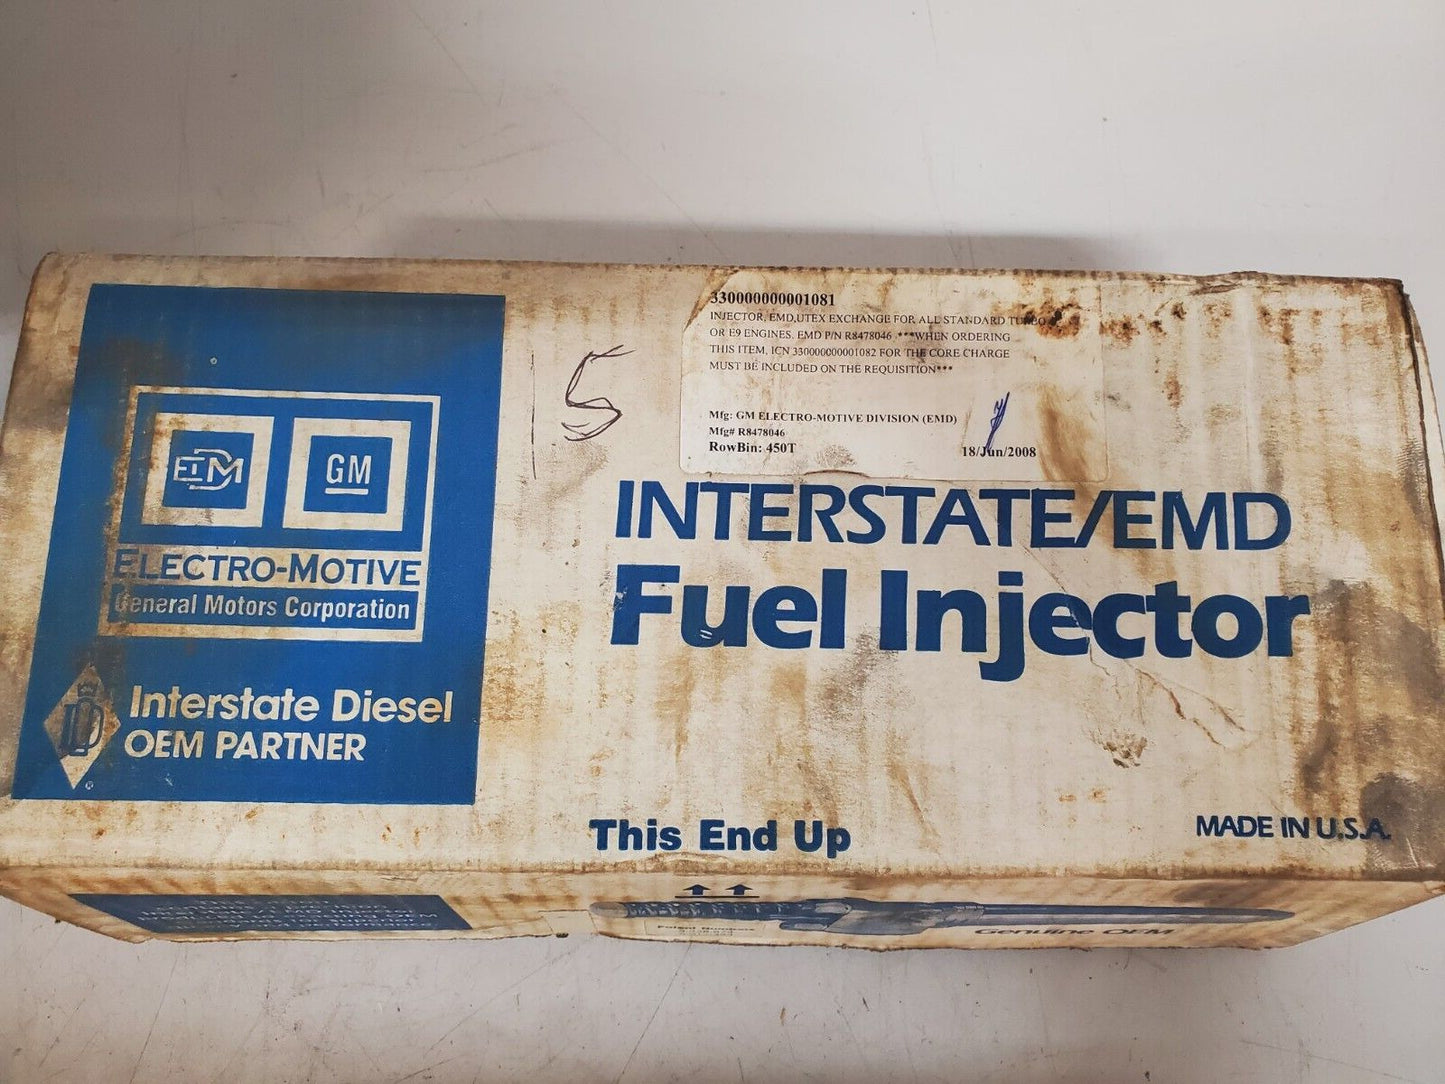 330000000001081
INJECTOR, EMD,UTEX EXCHANGE FOR ALL STANDARD TURBO
OR E9 ENGINES. EMD P/N R8478046 .***WHEN ORDERING
THIS ITEM, ICN 330000000001082 FOR THE CORE CHARGE
MUST BE INCLUDED ON THE REQUISITION***
Mfg: GM ELECTRO-MOTIVE DIVISION (EMD)
Mfg# R8478046
RowBin: 450T 18/Jun/2008
15
EMD GM
ELECTRO-MOTIVE
General Motors Corporation
Interstate Diesel
OEM PARTNER
INTERSTATE/EMD
Fuel Injector
This End Up
MADE IN U.S.A.
Patent Numbers
Genuine OEM